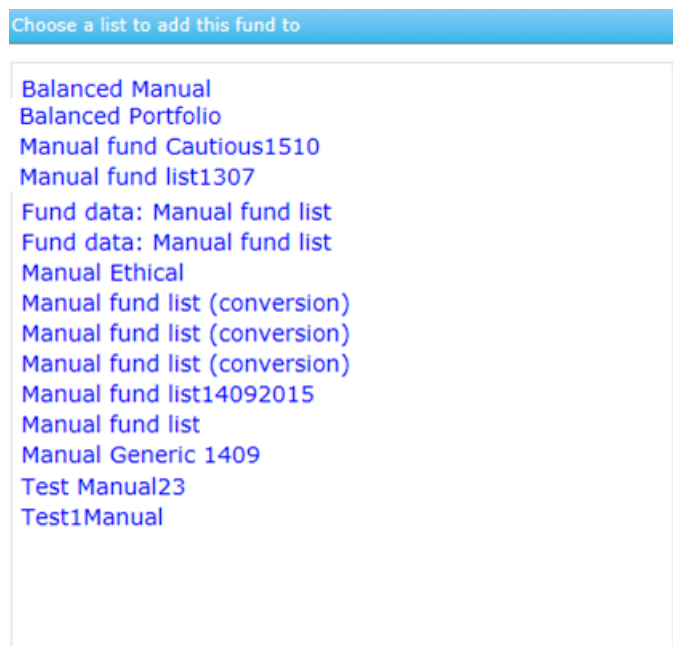 Choose a list to add this fund to
Balanced Manual
Balanced Portfolio
Manual fund Cautious1510
Manual fund list1307
Fund data: Manual fund list
Fund data: Manual fund list
Manual Ethical
Manual fund list (conversion)
Manual fund list (conversion)
Manual fund list (conversion)
Manual fund list14092015
Manual fund list
Manual Generic 1409
Test Manual23
Test1Manual